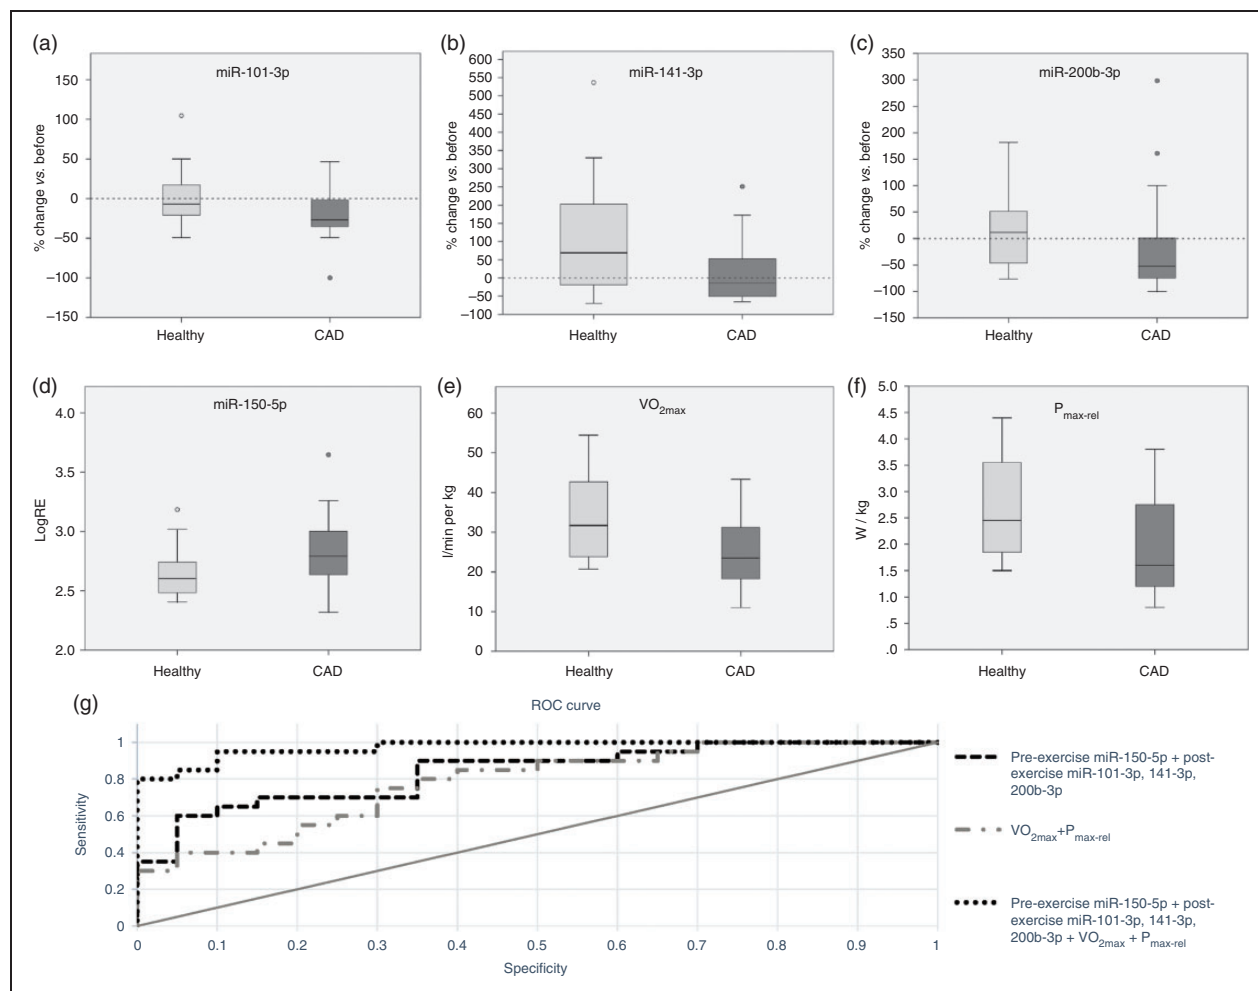 (a)
miR-101-3p
% change vs. before
150
100
50
0
–50
–100
–150
Healthy
CAD
(b)
miR-141-3p
% change vs. before
600
550
500
450
400
350
300
250
200
150
100
50
0
–50
–100
Healthy
CAD
(c)
miR-200b-3p
% change vs. before
350
300
250
200
150
100
50
0
–50
–100
–150
Healthy
CAD
(d)
miR-150-5p
LogRE
4.0
3.5
3.0
2.5
2.0
Healthy
CAD
(e)
VO2max
l/min per kg
60
50
40
30
20
10
0
Healthy
CAD
(f)
Pmax-rel
W / kg
5.0
4.5
4.0
3.5
3.0
2.5
2.0
1.5
1.0
.5
.0
Healthy
CAD
(g)
ROC curve
Sensitivity
1
0.8
0.6
0.4
0.2
0
0 0.1 0.2 0.3 0.4 0.5 0.6 0.7 0.8 0.9 1
Specificity
Pre-exercise miR-150-5p + post-
exercise miR-101-3p, 141-3p,
200b-3p
VO2max+Pmax-rel
Pre-exercise miR-150-5p + post-
exercise miR-101-3p, 141-3p,
200b-3p + VO2max + Pmax-rel